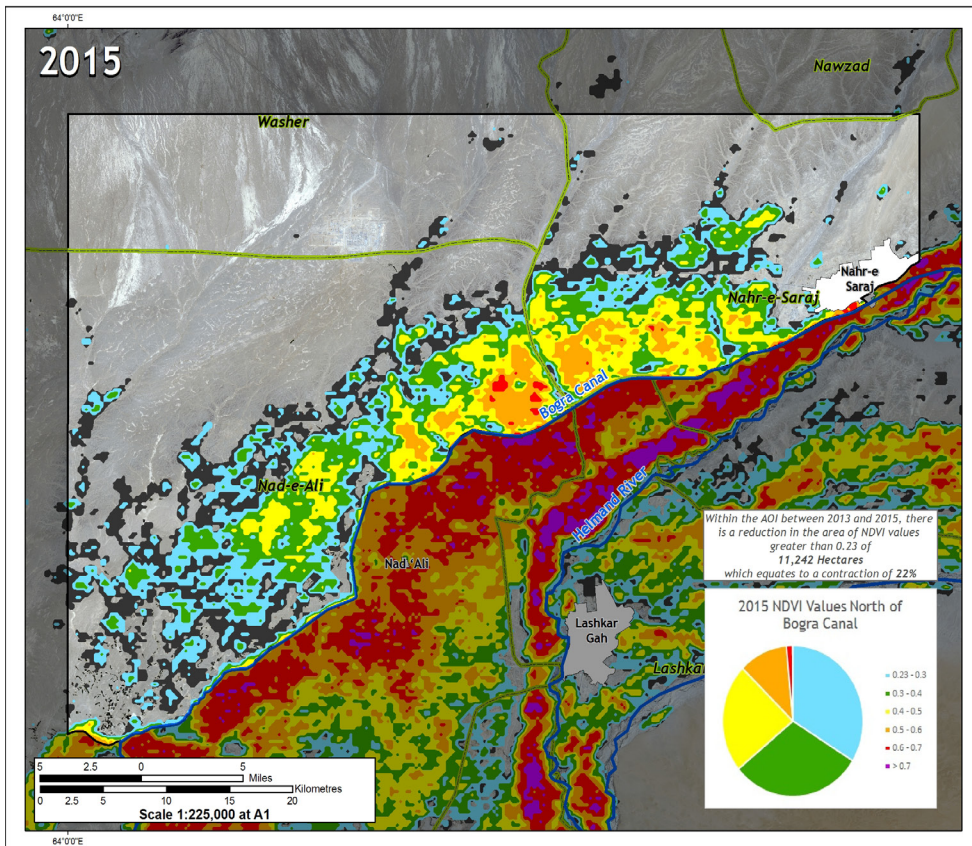 64°0'0"E
2015
Nawzad
Washer
Nahr-e
Saraj
Nahr-e-Saraj
Bogra Canal
Nad-e-Ali
Helmand River
Within the AOI between 2013 and 2015, there
is a reduction in the area of NDVI values
greater than 0.23 of
11,242 Hectares
which equates to a contraction of 22%
Nad 'Ali
2015 NDVI Values North of
Bogra Canal
Lashkar
Gah
Lashkar
0.23 - 0.3
0.3 - 0.4
0.4 - 0.5
0.5 - 0.6
0.6 - 0.7
> 0.7
5 2.5 0 5
Miles
Kilometres
0 2.5 5 10 15 20
Scale 1:225,000 at A1
64°0'0"E